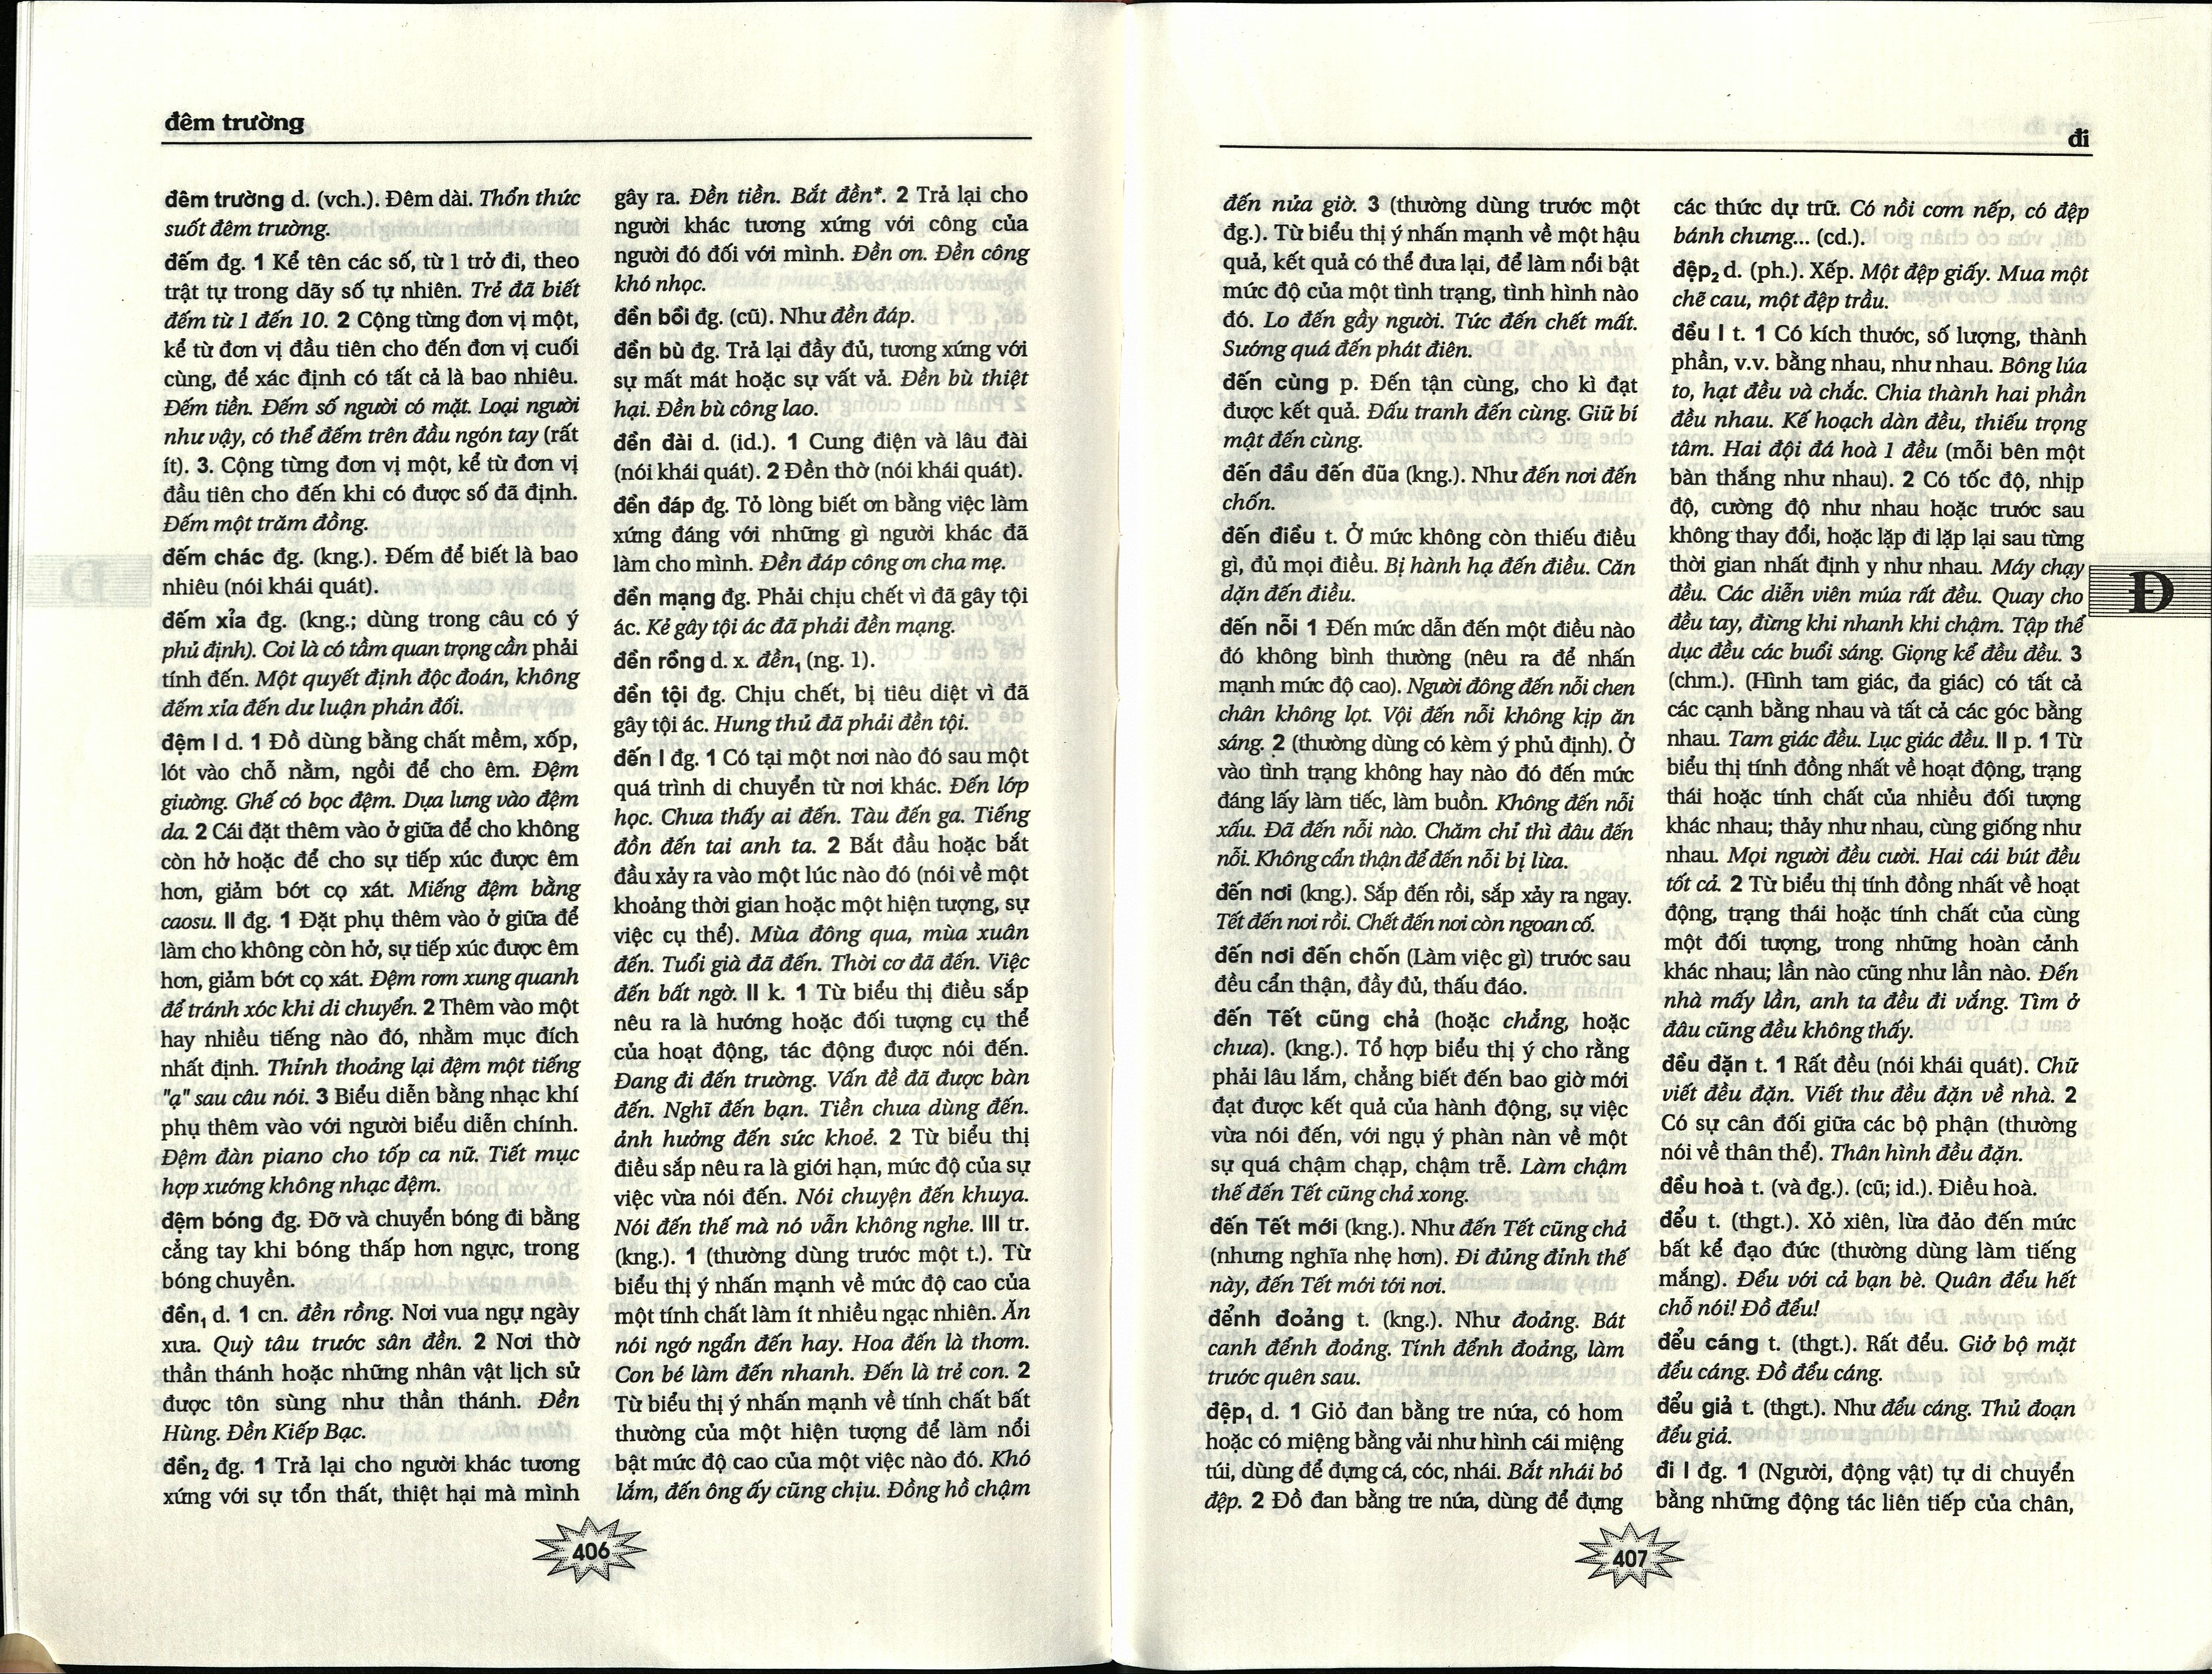 đêm trường
đêm trường d. (vch.). Đêm dài. Thổn thức
suốt đêm trường.
đếm đg. 1 Kể tên các số, từ 1 trở đi, theo
trật tự trong dãy số tự nhiên. Trẻ đã biết
đếm từ 1 đến 10. 2 Cộng từng đơn vị một,
kể từ đơn vị đầu tiên cho đến đơn vị cuối
cùng, để xác định có tất cả là bao nhiêu.
Đếm tiền. Đếm số người có mặt. Loại người
như vậy, có thể đếm trên đầu ngón tay (rất
ít). 3. Cộng từng đơn vị một, kể từ đơn vị
đầu tiên cho đến khi có được số đã định.
Đếm một trăm đồng.
đếm chác đg. (kng.). Đếm để biết là bao
nhiêu (nói khái quát).
đếm xỉa đg. (kng.; dùng trong câu có ý
phủ định). Coi là có tầm quan trọng cần phải
tính đến. Một quyết định độc đoán, không
đếm xỉa đến dư luận phản đối.
đệm I d. 1 Đồ dùng bằng chất mềm, xốp,
lót vào chỗ nằm, ngồi để cho êm. Đệm
giường. Ghế có bọc đệm. Dựa lưng vào đệm
da. 2 Cái đặt thêm vào ở giữa để cho không
còn hở hoặc để cho sự tiếp xúc được êm
hơn, giảm bớt cọ xát. Miếng đệm bằng
caosu. II đg. 1 Đặt phụ thêm vào ở giữa để
làm cho không còn hở, sự tiếp xúc được êm
hơn, giảm bớt cọ xát. Đệm rơm xung quanh
để tránh xóc khi di chuyển. 2 Thêm vào một
hay nhiều tiếng nào đó, nhằm mục đích
nhất định. Thỉnh thoảng lại đệm một tiếng
"ạ" sau câu nói. 3 Biểu diễn bằng nhạc khí
phụ thêm vào với người biểu diễn chính.
Đệm đàn piano cho tốp ca nữ. Tiết mục
hợp xướng không nhạc đệm.
đệm bóng đg. Đỡ và chuyển bóng đi bằng
cẳng tay khi bóng thấp hơn ngực, trong
bóng chuyền.
đền₁ d. 1 cn. đền rồng. Nơi vua ngự ngày
xưa. Quỳ tâu trước sân đền. 2 Nơi thờ
thần thánh hoặc những nhân vật lịch sử
được tôn sùng như thần thánh. Đền
Hùng. Đền Kiếp Bạc.
đền₂ đg. 1 Trả lại cho người khác tương
xứng với sự tổn thất, thiệt hại mà mình
gây ra. Đền tiền. Bắt đền*. 2 Trả lại cho
người khác tương xứng với công của
người đó đối với mình. Đền ơn. Đền công
khó nhọc.
đền bồi đg. (cũ). Như đền đáp.
đền bù đg. Trả lại đầy đủ, tương xứng với
sự mất mát hoặc sự vất vả. Đền bù thiệt
hại. Đền bù công lao.
đền đài d. (id.). 1 Cung điện và lâu đài
(nói khái quát). 2 Đền thờ (nói khái quát).
đền đáp đg. Tỏ lòng biết ơn bằng việc làm
xứng đáng với những gì người khác đã
làm cho mình. Đền đáp công ơn cha mẹ.
đền mạng đg. Phải chịu chết vì đã gây tội
ác. Kẻ gây tội ác đã phải đền mạng.
đền rồng d. x. đền₁ (ng. 1).
đền tội đg. Chịu chết, bị tiêu diệt vì đã
gây tội ác. Hung thủ đã phải đền tội.
đến I đg. 1 Có tại một nơi nào đó sau một
quá trình di chuyển từ nơi khác. Đến lớp
học. Chưa thấy ai đến. Tàu đến ga. Tiếng
đồn đến tai anh ta. 2 Bắt đầu hoặc bắt
đầu xảy ra vào một lúc nào đó (nói về một
khoảng thời gian hoặc một hiện tượng, sự
việc cụ thể). Mùa đông qua, mùa xuân
đến. Tuổi già đã đến. Thời cơ đã đến. Việc
đến bất ngờ. II k. 1 Từ biểu thị điều sắp
nêu ra là hướng hoặc đối tượng cụ thể
của hoạt động, tác động được nói đến.
Đang đi đến trường. Vấn đề đã được bàn
đến. Nghĩ đến bạn. Tiền chưa dùng đến.
ảnh hưởng đến sức khoẻ. 2 Từ biểu thị
điều sắp nêu ra là giới hạn, mức độ của sự
việc vừa nói đến. Nói chuyện đến khuya.
Nói đến thế mà nó vẫn không nghe. III tr.
(kng.). 1 (thường dùng trước một t.). Từ
biểu thị ý nhấn mạnh về mức độ cao của
một tính chất làm ít nhiều ngạc nhiên. Ăn
nói ngớ ngẩn đến hay. Hoa đến là thơm.
Con bé làm đến nhanh. Đến là trẻ con. 2
Từ biểu thị ý nhấn mạnh về tính chất bất
thường của một hiện tượng để làm nổi
bật mức độ cao của một việc nào đó. Khó
lắm, đến ông ấy cũng chịu. Đồng hồ chậm
406
đi
đến nửa giờ. 3 (thường dùng trước một
đg.). Từ biểu thị ý nhấn mạnh về một hậu
quả, kết quả có thể đưa lại, để làm nổi bật
mức độ của một tình trạng, tình hình nào
đó. Lo đến gầy người. Tức đến chết mất.
Sướng quá đến phát điên.
đến cùng p. Đến tận cùng, cho kì đạt
được kết quả. Đấu tranh đến cùng. Giữ bí
mật đến cùng.
đến đầu đến đũa (kng.). Như đến nơi đến
chốn.
đến điều t. Ở mức không còn thiếu điều
gì, đủ mọi điều. Bị hành hạ đến điều. Căn
dặn đến điều.
đến nỗi 1 Đến mức dẫn đến một điều nào
đó không bình thường (nêu ra để nhấn
mạnh mức độ cao). Người đông đến nỗi chen
chân không lọt. Vội đến nỗi không kịp ăn
sáng. 2 (thường dùng có kèm ý phủ định). Ở
vào tình trạng không hay nào đó đến mức
đáng lấy làm tiếc, làm buồn. Không đến nỗi
xấu. Đã đến nỗi nào. Chăm chỉ thì đâu đến
nỗi. Không cẩn thận để đến nỗi bị lừa.
đến nơi (kng.). Sắp đến rồi, sắp xảy ra ngay.
Tết đến nơi rồi. Chết đến nơi còn ngoan cố.
đến nơi đến chốn (Làm việc gì) trước sau
đều cẩn thận, đầy đủ, thấu đáo.
đến Tết cũng chả (hoặc chẳng, hoặc
chưa). (kng.). Tổ hợp biểu thị ý cho rằng
phải lâu lắm, chẳng biết đến bao giờ mới
đạt được kết quả của hành động, sự việc
vừa nói đến, với ngụ ý phàn nàn về một
sự quá chậm chạp, chậm trễ. Làm chậm
thế đến Tết cũng chả xong.
đến Tết mới (kng.). Như đến Tết cũng chả
(nhưng nghĩa nhẹ hơn). Đi đủng đỉnh thế
này, đến Tết mới tới nơi.
đểnh đoảng t. (kng.). Như đoảng. Bát
canh đểnh đoảng. Tính đểnh đoảng, làm
trước quên sau.
đệp₁ d. 1 Giỏ đan bằng tre nứa, có hom
hoặc có miệng bằng vải như hình cái miệng
túi, dùng để đựng cá, cóc, nhái. Bắt nhái bỏ
đệp. 2 Đồ đan bằng tre nứa, dùng để đựng
các thức dự trữ. Có nồi cơm nếp, có đệp
bánh chưng... (cd.).
đệp₂ d. (ph.). Xếp. Một đệp giấy. Mua một
chẽ cau, một đệp trầu.
đều I t. 1 Có kích thước, số lượng, thành
phần, v.v. bằng nhau, như nhau. Bông lúa
to, hạt đều và chắc. Chia thành hai phần
đều nhau. Kế hoạch dàn đều, thiếu trọng
tâm. Hai đội đá hoà 1 đều (mỗi bên một
bàn thắng như nhau). 2 Có tốc độ, nhịp
độ, cường độ như nhau hoặc trước sau
không thay đổi, hoặc lặp đi lặp lại sau từng
thời gian nhất định y như nhau. Máy chạy
đều. Các diễn viên múa rất đều. Quay cho
đều tay, đừng khi nhanh khi chậm. Tập thể
dục đều các buổi sáng. Giọng kể đều đều. 3
(chm.). (Hình tam giác, đa giác) có tất cả
các cạnh bằng nhau và tất cả các góc bằng
nhau. Tam giác đều. Lục giác đều. II p. 1 Từ
biểu thị tính đồng nhất về hoạt động, trạng
thái hoặc tính chất của nhiều đối tượng
khác nhau; thảy như nhau, cùng giống như
nhau. Mọi người đều cười. Hai cái bút đều
tốt cả. 2 Từ biểu thị tính đồng nhất về hoạt
động, trạng thái hoặc tính chất của cùng
một đối tượng, trong những hoàn cảnh
khác nhau; lần nào cũng như lần nào. Đến
nhà mấy lần, anh ta đều đi vắng. Tìm ở
đâu cũng đều không thấy.
đều đặn t. 1 Rất đều (nói khái quát). Chữ
viết đều đặn. Viết thư đều đặn về nhà. 2
Có sự cân đối giữa các bộ phận (thường
nói về thân thể). Thân hình đều đặn.
đều hoà t. (và đg.). (cũ; id.). Điều hoà.
đểu t. (thgt.). Xỏ xiên, lừa đảo đến mức
bất kể đạo đức (thường dùng làm tiếng
mắng). Đểu với cả bạn bè. Quân đểu hết
chỗ nói! Đồ đểu!
đểu cáng t. (thgt.). Rất đểu. Giở bộ mặt
đểu cáng. Đồ đểu cáng.
đểu giả t. (thgt.). Như đểu cáng. Thủ đoạn
đểu giả.
đi I đg. 1 (Người, động vật) tự di chuyển
bằng những động tác liên tiếp của chân,
Đ
407